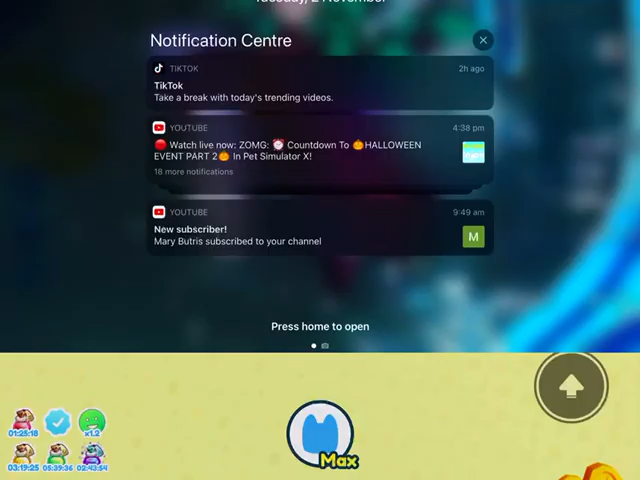 Tuesday, 2 November
Notification Centre
TIKTOK
2h ago
TikTok
Take a break with today's trending videos.
YOUTUBE
4:38 pm
🔴 Watch live now: ZOMG: ⏰ Countdown To 🎃HALLOWEEN
EVENT PART 2🎃 In Pet Simulator X!
18 more notifications
YOUTUBE
9:49 am
New subscriber!
Mary Butris subscribed to your channel
M
Press home to open
01:25:18
x1.2
03:19:25
05:39:36
02:43:54
Max